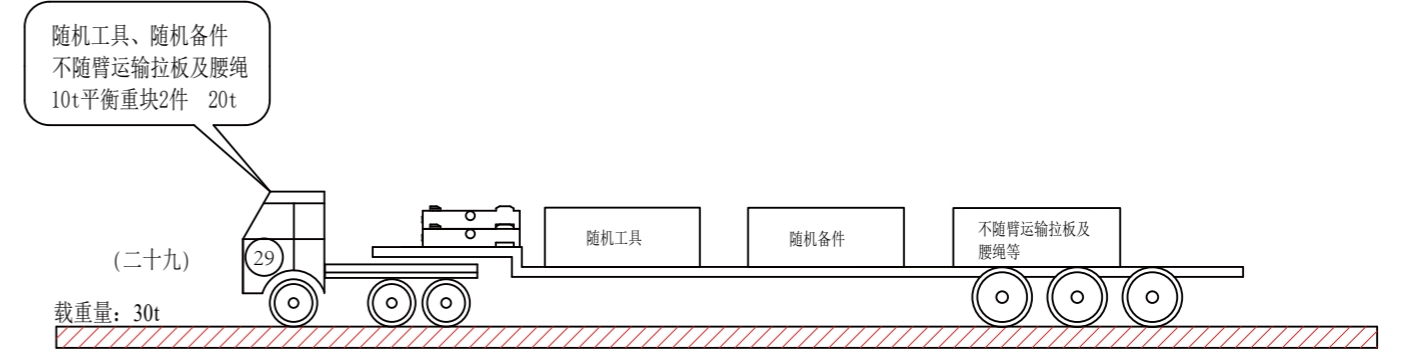 随机工具、随机备件
不随臂运输拉板及腰绳
10t平衡重块2件 20t
随机工具
随机备件
不随臂运输拉板及
腰绳等
(二十九)
29
载重量：30t